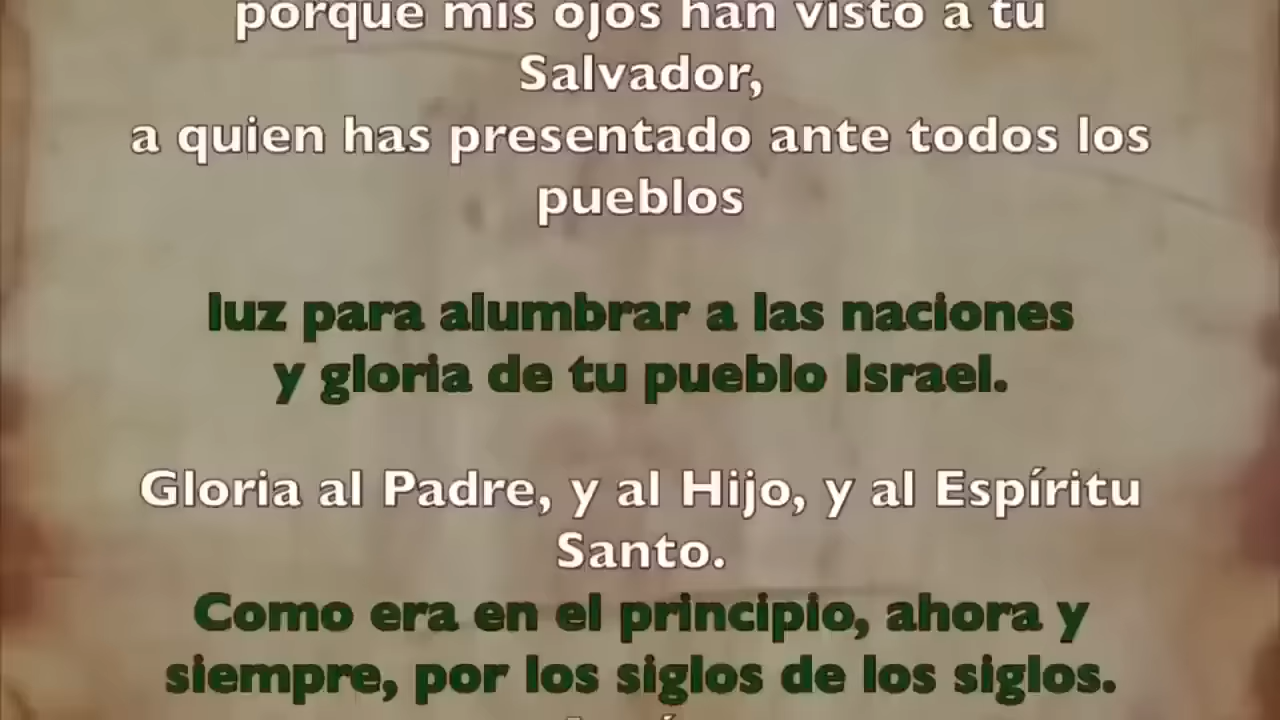 porque mis ojos han visto a tu
Salvador,
a quien has presentado ante todos los
pueblos
luz para alumbrar a las naciones
y gloria de tu pueblo Israel.
Gloria al Padre, y al Hijo, y al Espíritu
Santo.
Como era en el principio, ahora y
siempre, por los siglos de los siglos.